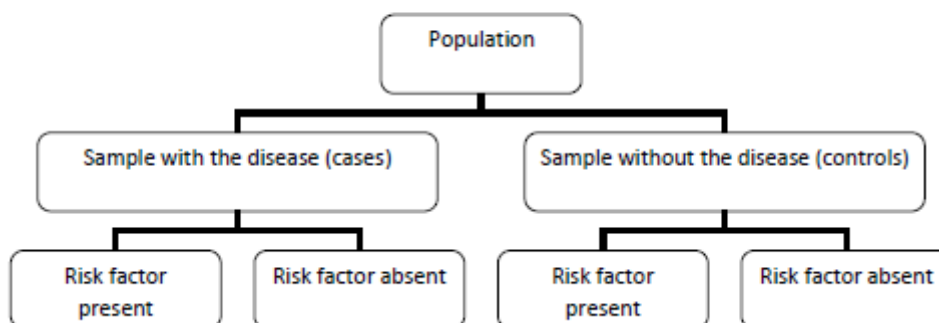 Population
Sample with the disease (cases)
Sample without the disease (controls)
Risk factor
present
Risk factor absent
Risk factor
present
Risk factor absent